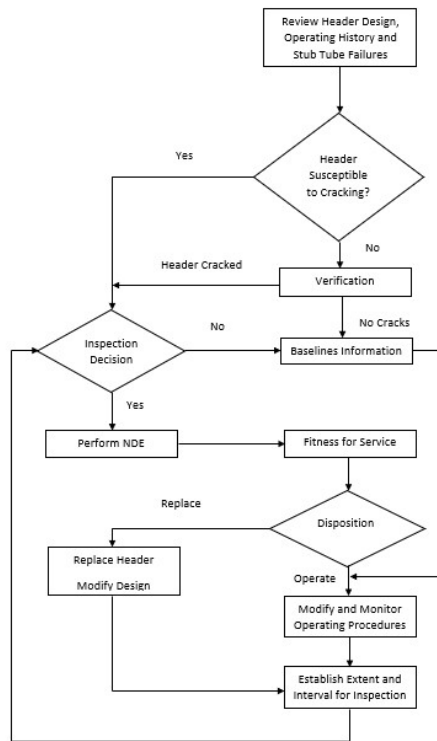 Review Header Design,
Operating History and
Stub Tube Failures
Yes
Header
Susceptible
to Cracking?
No
Header Cracked
Verification
No
No Cracks
Inspection
Decision
Baselines Information
Yes
Perform NDE
Fitness for Service
Replace
Disposition
Replace Header
Modify Design
Operate
Modify and Monitor
Operating Procedures
Establish Extent and
Interval for Inspection